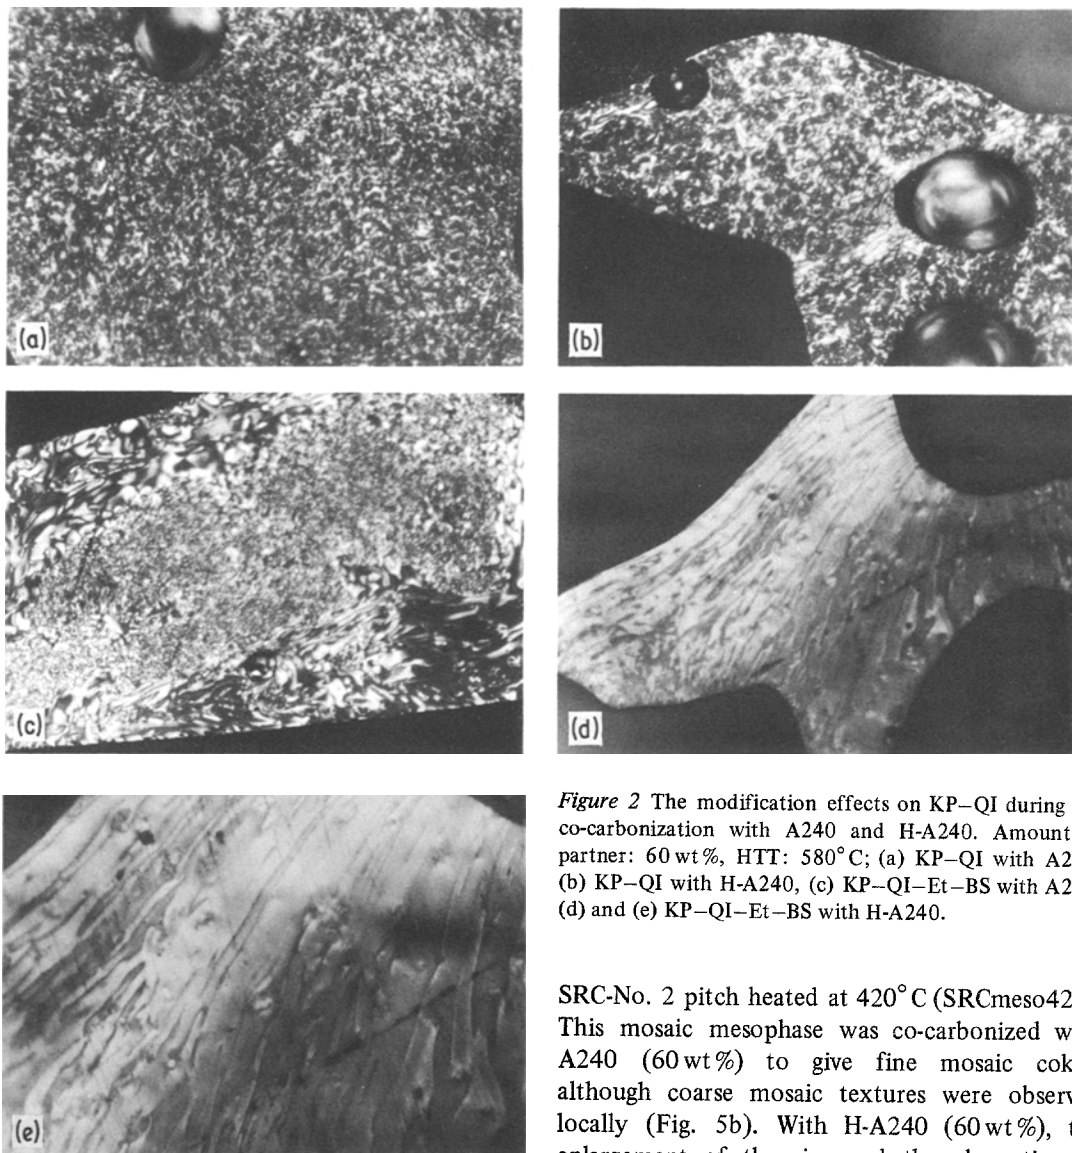 (a)
(b)
(c)
(d)
(e)
Figure 2 The modification effects on KP–QI during
co-carbonization with A240 and H-A240. Amount
partner: 60 wt %, HTT: 580° C; (a) KP–QI with A2
(b) KP–QI with H-A240, (c) KP–QI–Et–BS with A2
(d) and (e) KP–QI–Et–BS with H-A240.
SRC-No. 2 pitch heated at 420° C (SRCmeso42
This mosaic mesophase was co-carbonized w
A240 (60 wt %) to give fine mosaic cok
although coarse mosaic textures were observ
locally (Fig. 5b). With H-A240 (60 wt %), t